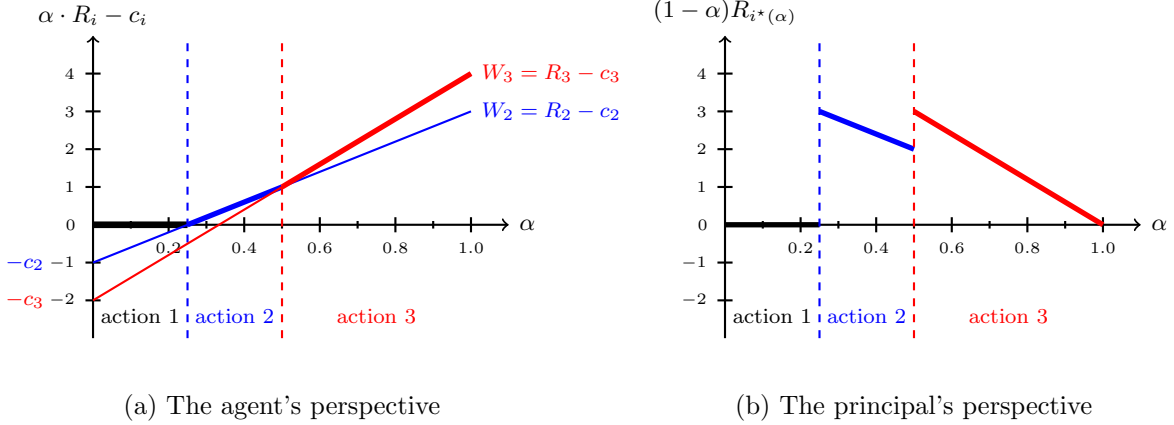 α · R_i − c_i
4
3
2
1
0
−1
−2
−c_2
−c_3
0.2
0.4
0.6
0.8
1.0
α
W_3 = R_3 − c_3
W_2 = R_2 − c_2
action 1
action 2
action 3
(a) The agent's perspective
(1 − α)R_{i⋆(α)}
4
3
2
1
0
−1
−2
0.2
0.4
0.6
0.8
1.0
α
action 1
action 2
action 3
(b) The principal's perspective